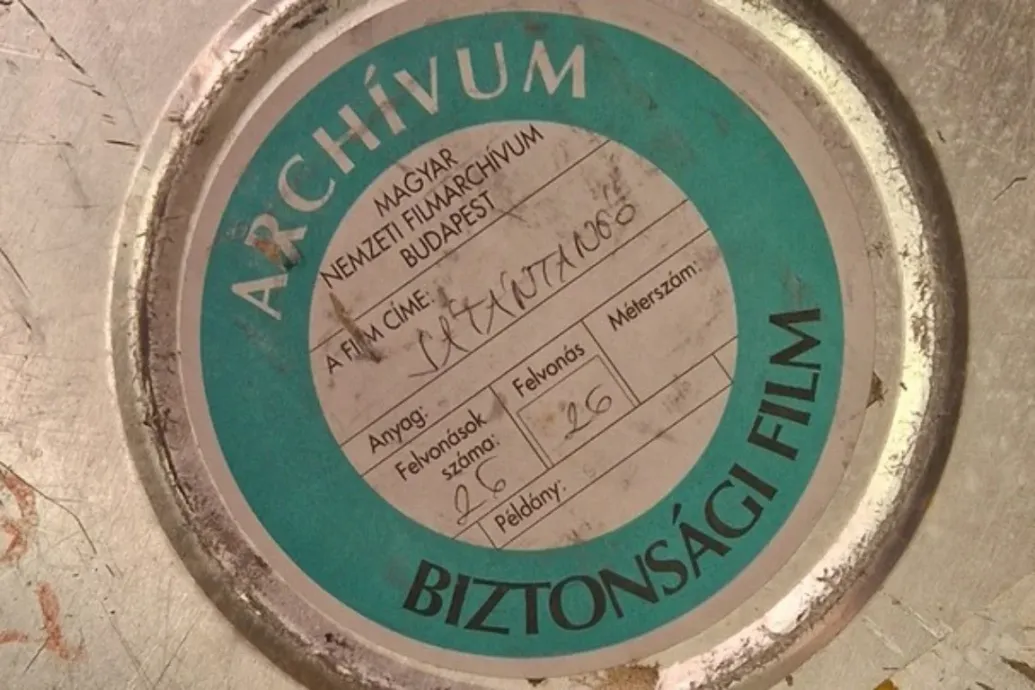 ARCHÍVUM
MAGYAR
NEMZETI FILMARCHÍVUM
BUDAPEST
A FILM CÍME:
SÁTÁNTANGÓ
Anyag:
Felvonások
száma:
26
Felvonás
26
Méterszám:
Példány:
BIZTONSÁGI FILM